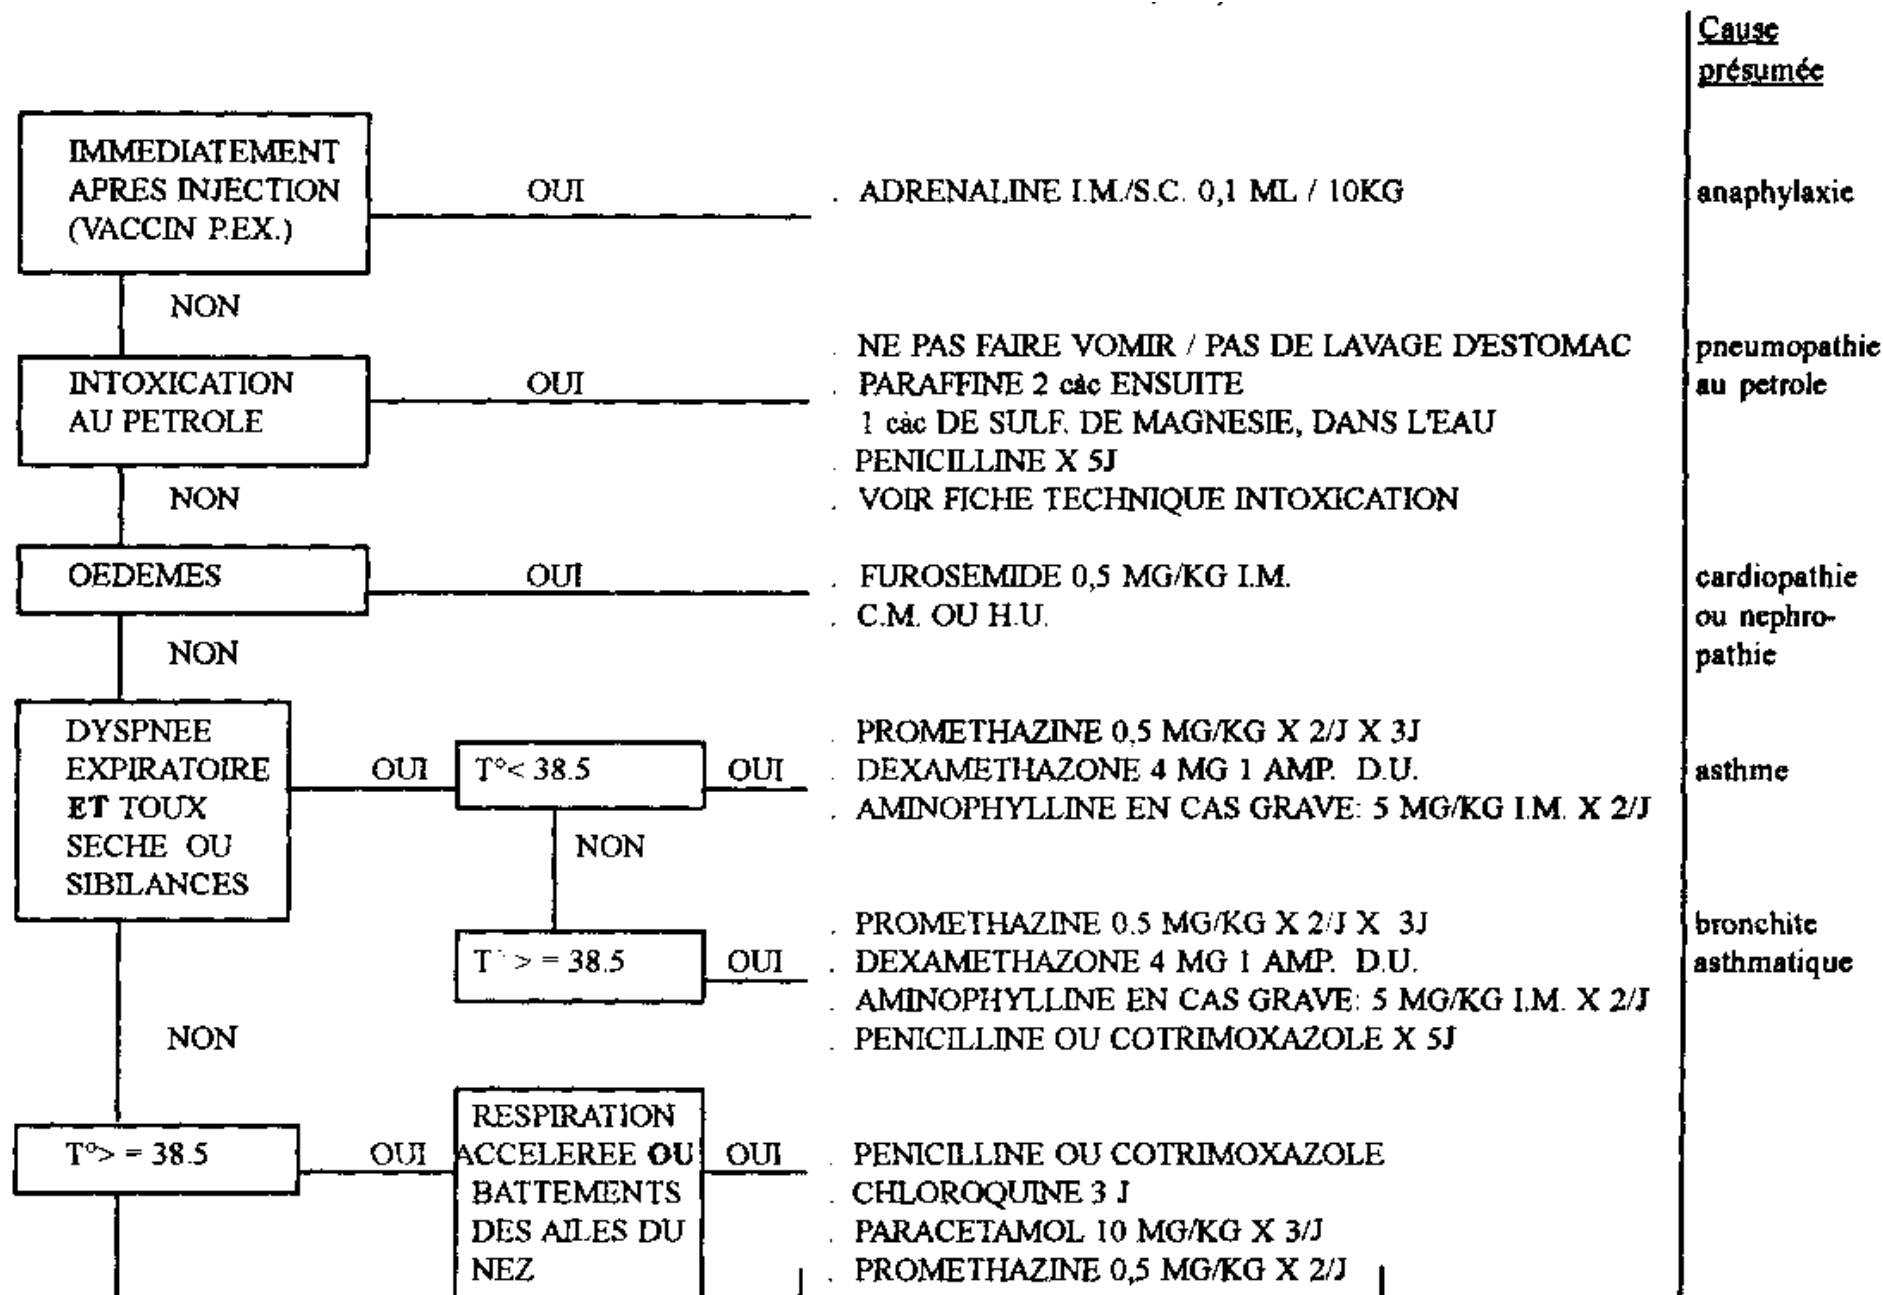 Cause
présumée
IMMEDIATEMENT
APRES INJECTION
(VACCIN P.EX.)
OUI
. ADRENALINE I.M./S.C. 0,1 ML / 10KG
anaphylaxie
NON
INTOXICATION
AU PETROLE
OUI
. NE PAS FAIRE VOMIR / PAS DE LAVAGE D'ESTOMAC
. PARAFFINE 2 càc ENSUITE
1 càc DE SULF. DE MAGNESIE, DANS L'EAU
. PENICILLINE X 5J
. VOIR FICHE TECHNIQUE INTOXICATION
pneumopathie
au petrole
NON
OEDEMES
OUI
. FUROSEMIDE 0,5 MG/KG I.M.
. C.M. OU H.U.
cardiopathie
ou nephro-
pathie
NON
DYSPNEE
EXPIRATOIRE
ET TOUX
SECHE OU
SIBILANCES
OUI
T°< 38.5
OUI
. PROMETHAZINE 0,5 MG/KG X 2/J X 3J
. DEXAMETHAZONE 4 MG 1 AMP. D.U.
. AMINOPHYLLINE EN CAS GRAVE: 5 MG/KG I.M. X 2/J
asthme
NON
T°> = 38.5
OUI
. PROMETHAZINE 0.5 MG/KG X 2/J X 3J
. DEXAMETHAZONE 4 MG 1 AMP. D.U.
. AMINOPHYLLINE EN CAS GRAVE: 5 MG/KG I.M. X 2/J
. PENICILLINE OU COTRIMOXAZOLE X 5J
bronchite
asthmatique
NON
T°> = 38.5
OUI
RESPIRATION
ACCELEREE OU
BATTEMENTS
DES AILES DU
NEZ
OUI
. PENICILLINE OU COTRIMOXAZOLE
. CHLOROQUINE 3 J
. PARACETAMOL 10 MG/KG X 3/J
. PROMETHAZINE 0,5 MG/KG X 2/J